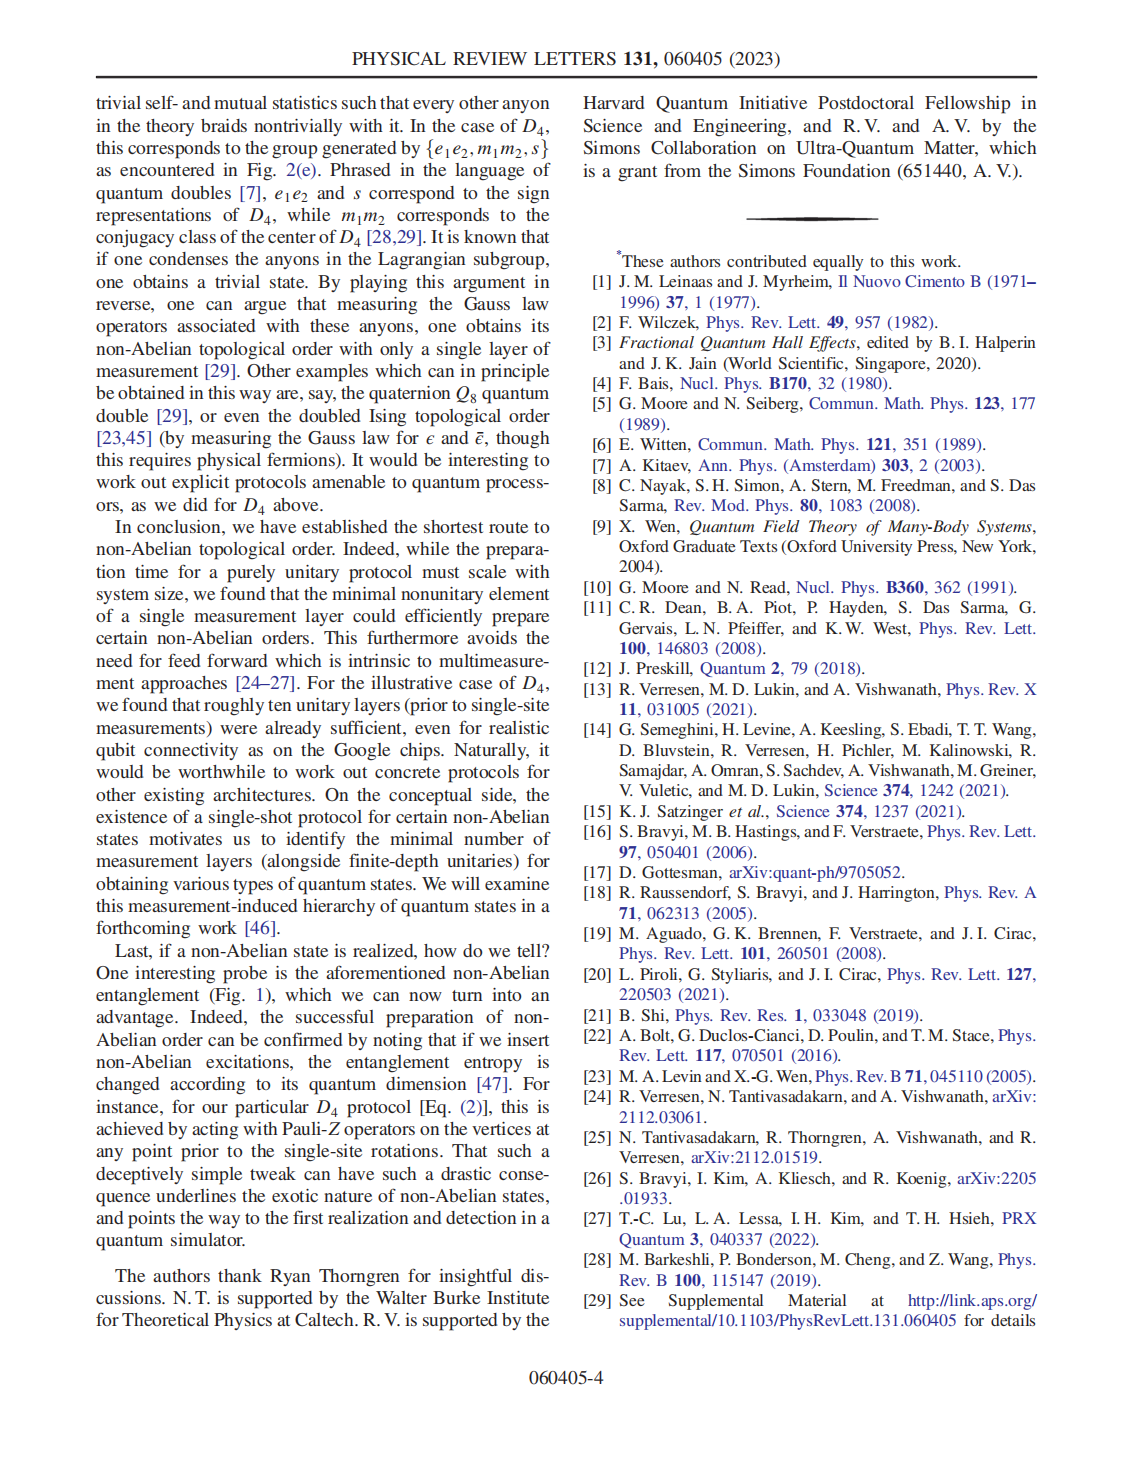 PHYSICAL REVIEW LETTERS 131, 060405 (2023)
trivial self- and mutual statistics such that every other anyon
in the theory braids nontrivially with it. In the case of D4,
this corresponds to the group generated by {e1e2, m1m2, s}
as encountered in Fig. 2(e). Phrased in the language of
quantum doubles [7], e1e2 and s correspond to the sign
representations of D4, while m1m2 corresponds to the
conjugacy class of the center of D4 [28,29]. It is known that
if one condenses the anyons in the Lagrangian subgroup,
one obtains a trivial state. By playing this argument in
reverse, one can argue that measuring the Gauss law
operators associated with these anyons, one obtains its
non-Abelian topological order with only a single layer of
measurement [29]. Other examples which can in principle
be obtained in this way are, say, the quaternion Q8 quantum
double [29], or even the doubled Ising topological order
[23,45] (by measuring the Gauss law for ϵ and ϵ̄, though
this requires physical fermions). It would be interesting to
work out explicit protocols amenable to quantum process-
ors, as we did for D4 above.
In conclusion, we have established the shortest route to
non-Abelian topological order. Indeed, while the prepara-
tion time for a purely unitary protocol must scale with
system size, we found that the minimal nonunitary element
of a single measurement layer could efficiently prepare
certain non-Abelian orders. This furthermore avoids the
need for feed forward which is intrinsic to multimeasure-
ment approaches [24–27]. For the illustrative case of D4,
we found that roughly ten unitary layers (prior to single-site
measurements) were already sufficient, even for realistic
qubit connectivity as on the Google chips. Naturally, it
would be worthwhile to work out concrete protocols for
other existing architectures. On the conceptual side, the
existence of a single-shot protocol for certain non-Abelian
states motivates us to identify the minimal number of
measurement layers (alongside finite-depth unitaries) for
obtaining various types of quantum states. We will examine
this measurement-induced hierarchy of quantum states in a
forthcoming work [46].
Last, if a non-Abelian state is realized, how do we tell?
One interesting probe is the aforementioned non-Abelian
entanglement (Fig. 1), which we can now turn into an
advantage. Indeed, the successful preparation of non-
Abelian order can be confirmed by noting that if we insert
non-Abelian excitations, the entanglement entropy is
changed according to its quantum dimension [47]. For
instance, for our particular D4 protocol [Eq. (2)], this is
achieved by acting with Pauli-Z operators on the vertices at
any point prior to the single-site rotations. That such a
deceptively simple tweak can have such a drastic conse-
quence underlines the exotic nature of non-Abelian states,
and points the way to the first realization and detection in a
quantum simulator.
The authors thank Ryan Thorngren for insightful dis-
cussions. N. T. is supported by the Walter Burke Institute
for Theoretical Physics at Caltech. R. V. is supported by the
Harvard Quantum Initiative Postdoctoral Fellowship in
Science and Engineering, and R. V. and A. V. by the
Simons Collaboration on Ultra-Quantum Matter, which
is a grant from the Simons Foundation (651440, A. V.).
*These authors contributed equally to this work.
[1] J. M. Leinaas and J. Myrheim, Il Nuovo Cimento B (1971–
1996) 37, 1 (1977).
[2] F. Wilczek, Phys. Rev. Lett. 49, 957 (1982).
[3] Fractional Quantum Hall Effects, edited by B. I. Halperin
and J. K. Jain (World Scientific, Singapore, 2020).
[4] F. Bais, Nucl. Phys. B170, 32 (1980).
[5] G. Moore and N. Seiberg, Commun. Math. Phys. 123, 177
(1989).
[6] E. Witten, Commun. Math. Phys. 121, 351 (1989).
[7] A. Kitaev, Ann. Phys. (Amsterdam) 303, 2 (2003).
[8] C. Nayak, S. H. Simon, A. Stern, M. Freedman, and S. Das
Sarma, Rev. Mod. Phys. 80, 1083 (2008).
[9] X. Wen, Quantum Field Theory of Many-Body Systems,
Oxford Graduate Texts (Oxford University Press, New York,
2004).
[10] G. Moore and N. Read, Nucl. Phys. B360, 362 (1991).
[11] C. R. Dean, B. A. Piot, P. Hayden, S. Das Sarma, G.
Gervais, L. N. Pfeiffer, and K. W. West, Phys. Rev. Lett.
100, 146803 (2008).
[12] J. Preskill, Quantum 2, 79 (2018).
[13] R. Verresen, M. D. Lukin, and A. Vishwanath, Phys. Rev. X
11, 031005 (2021).
[14] G. Semeghini, H. Levine, A. Keesling, S. Ebadi, T. T. Wang,
D. Bluvstein, R. Verresen, H. Pichler, M. Kalinowski, R.
Samajdar, A. Omran, S. Sachdev, A. Vishwanath, M. Greiner,
V. Vuletic, and M. D. Lukin, Science 374, 1242 (2021).
[15] K. J. Satzinger et al., Science 374, 1237 (2021).
[16] S. Bravyi, M. B. Hastings, and F. Verstraete, Phys. Rev. Lett.
97, 050401 (2006).
[17] D. Gottesman, arXiv:quant-ph/9705052.
[18] R. Raussendorf, S. Bravyi, and J. Harrington, Phys. Rev. A
71, 062313 (2005).
[19] M. Aguado, G. K. Brennen, F. Verstraete, and J. I. Cirac,
Phys. Rev. Lett. 101, 260501 (2008).
[20] L. Piroli, G. Styliaris, and J. I. Cirac, Phys. Rev. Lett. 127,
220503 (2021).
[21] B. Shi, Phys. Rev. Res. 1, 033048 (2019).
[22] A. Bolt, G. Duclos-Cianci, D. Poulin, and T. M. Stace, Phys.
Rev. Lett. 117, 070501 (2016).
[23] M. A. Levin and X.-G. Wen, Phys. Rev. B 71, 045110 (2005).
[24] R. Verresen, N. Tantivasadakarn, and A. Vishwanath, arXiv:
2112.03061.
[25] N. Tantivasadakarn, R. Thorngren, A. Vishwanath, and R.
Verresen, arXiv:2112.01519.
[26] S. Bravyi, I. Kim, A. Kliesch, and R. Koenig, arXiv:2205
.01933.
[27] T.-C. Lu, L. A. Lessa, I. H. Kim, and T. H. Hsieh, PRX
Quantum 3, 040337 (2022).
[28] M. Barkeshli, P. Bonderson, M. Cheng, and Z. Wang, Phys.
Rev. B 100, 115147 (2019).
[29] See Supplemental Material at http://link.aps.org/
supplemental/10.1103/PhysRevLett.131.060405 for details
060405-4